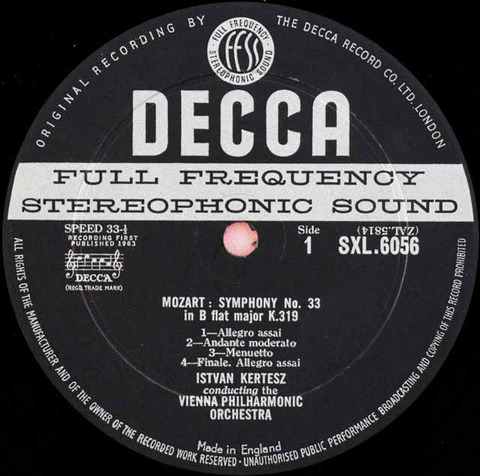 ORIGINAL RECORDING BY
THE DECCA RECORD CO. LTD. LONDON
FULL FREQUENCY
ffss
STEREOPHONIC SOUND
DECCA
FULL FREQUENCY
STEREOPHONIC SOUND
SPEED 33⅓
RECORDING FIRST
PUBLISHED 1963
DECCA
(REGD. TRADE MARK)
Side
1
(ZAL.5814)
SXL.6056
MOZART : SYMPHONY No. 33
in B flat major K.319
1—Allegro assai
2—Andante moderato
3—Menuetto
4—Finale. Allegro assai
ISTVAN KERTESZ
conducting the
VIENNA PHILHARMONIC
ORCHESTRA
Made in England
ALL RIGHTS OF THE MANUFACTURER AND OF THE OWNER OF THE RECORDED WORK RESERVED · UNAUTHORISED PUBLIC PERFORMANCE BROADCASTING AND COPYING OF THIS RECORD PROHIBITED